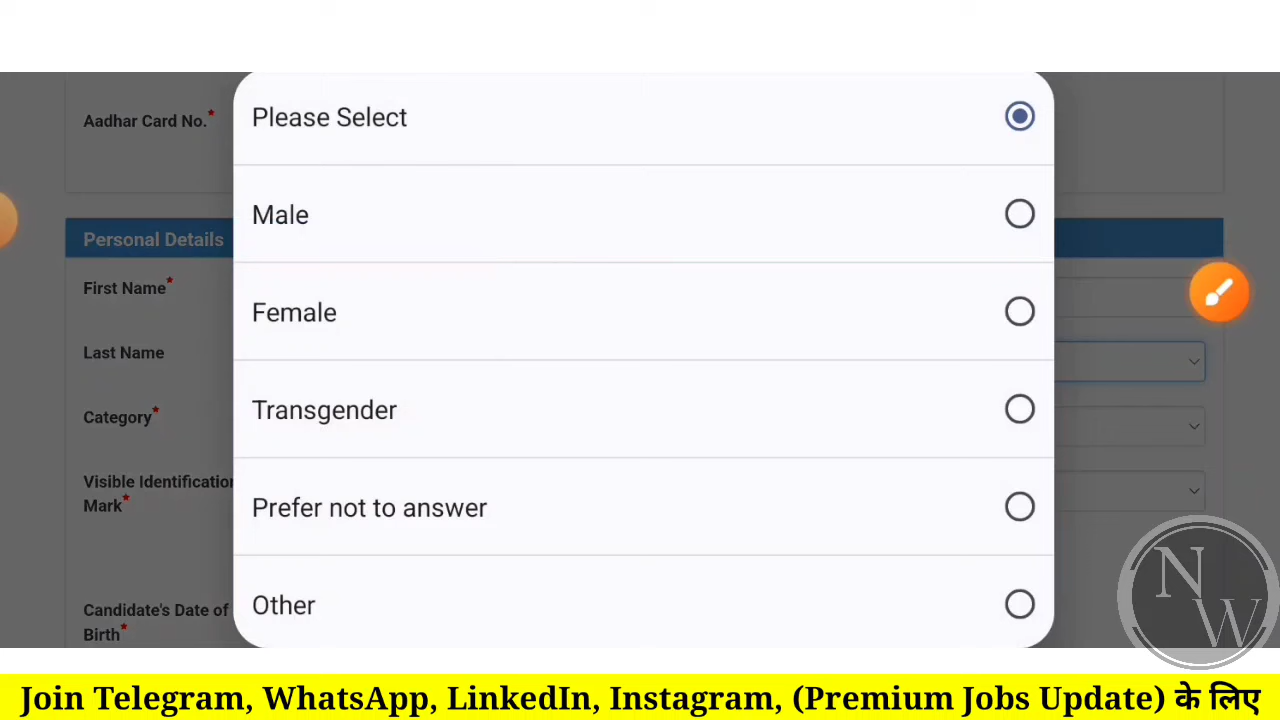 Please Select
Aadhar Card No.*
Male
Personal Details
First Name*
Female
Last Name
Category*
Transgender
Visible Identification
Mark*
Prefer not to answer
Candidate's Date of
Birth*
Other
NW
Join Telegram, WhatsApp, LinkedIn, Instagram, (Premium Jobs Update) के लिए